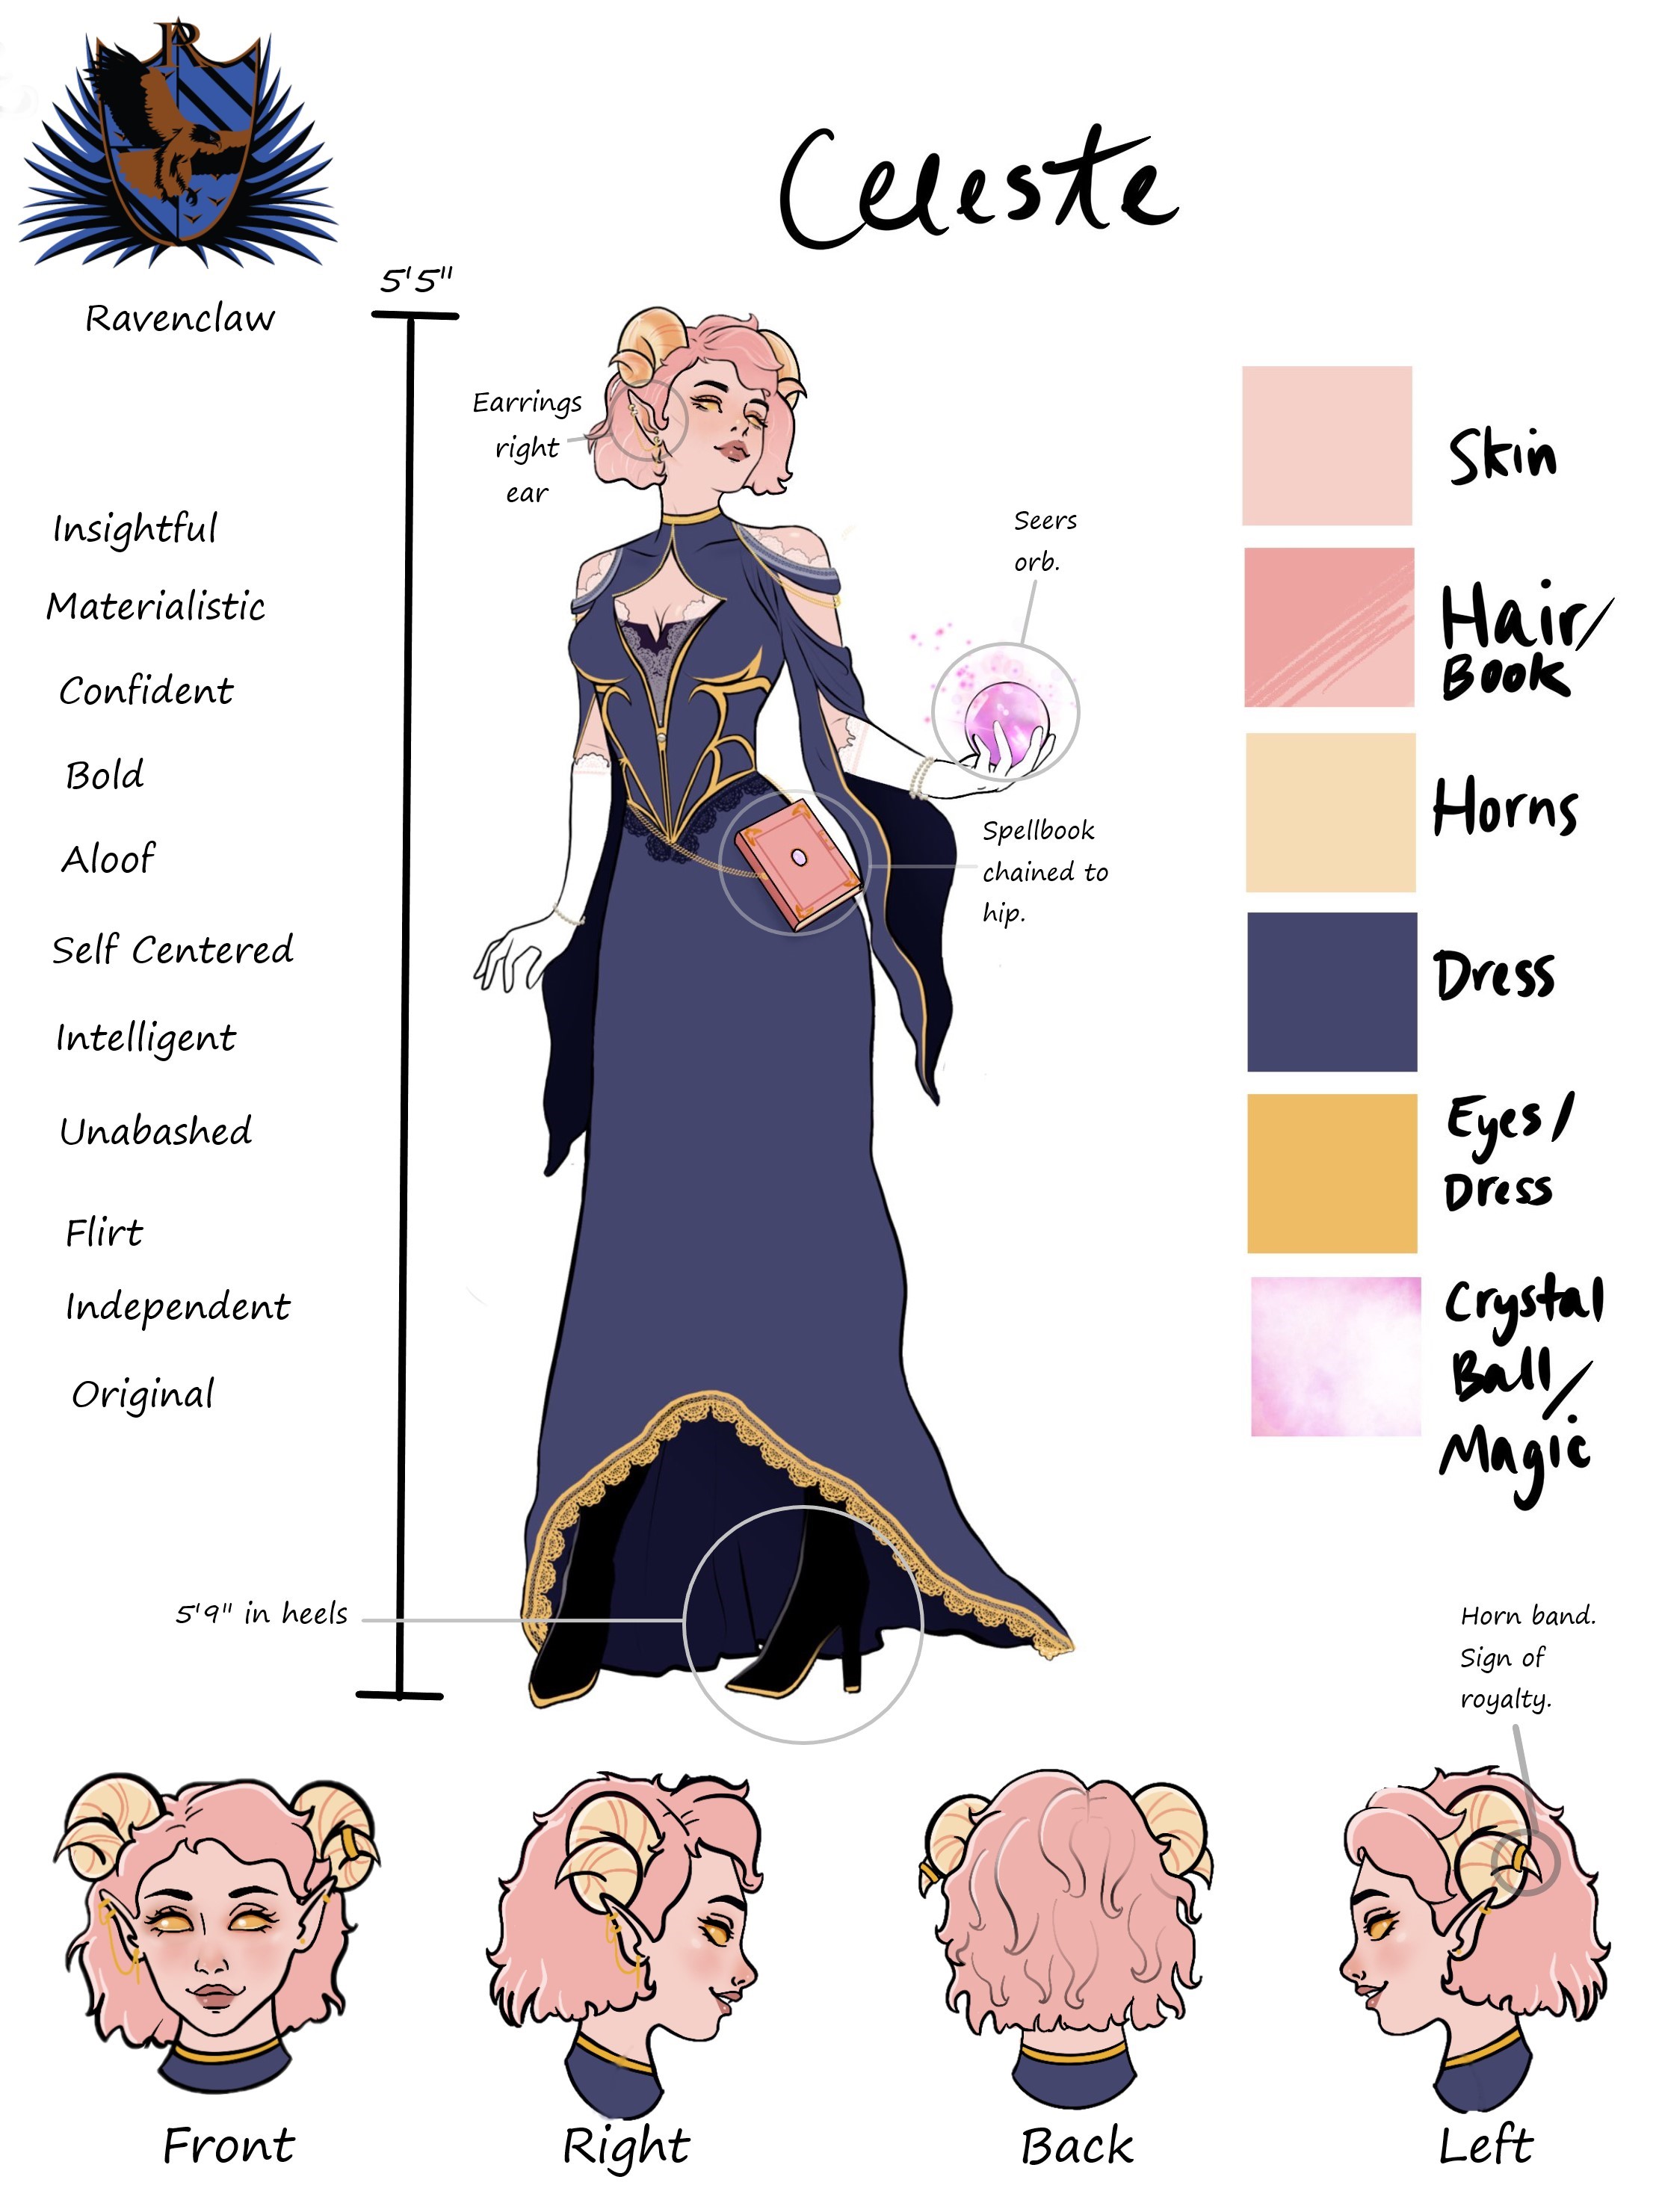 R
Celeste
5'5"
Ravenclaw
Earrings
right
ear
Insightful
Materialistic
Confident
Bold
Aloof
Self Centered
Intelligent
Unabashed
Flirt
Independent
Original
Seers
orb.
Spellbook
chained to
hip.
Skin
Hair/
Book
Horns
Dress
Eyes/
Dress
Crystal
Ball/
Magic
5'9" in heels
Horn band.
Sign of
royalty.
Front
Right
Back
Left